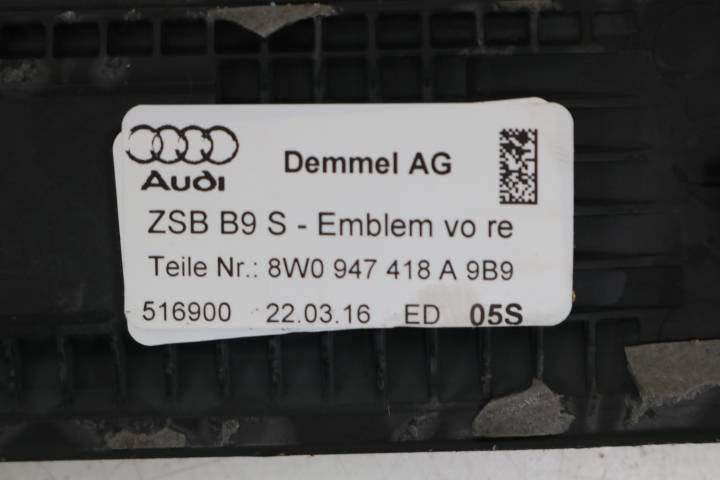 Demmel AG
Audi
ZSB B9 S - Emblem vo re
Teile Nr.: 8W0 947 418 A 9B9
516900 22.03.16 ED 05S